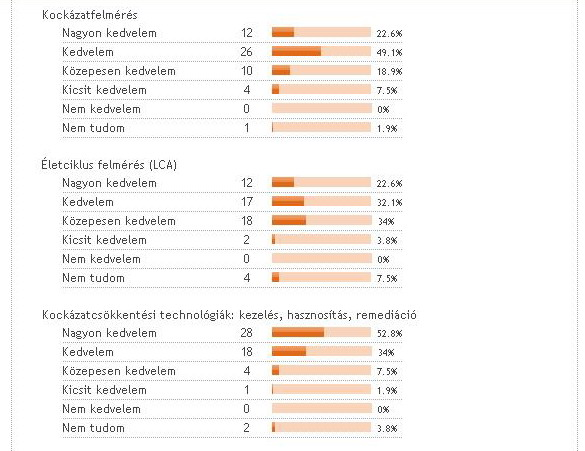 Kockázatfelmérés
Nagyon kedvelem 12 22.6%
Kedvelem 26 49.1%
Közepesen kedvelem 10 18.9%
Kicsit kedvelem 4 7.5%
Nem kedvelem 0 0%
Nem tudom 1 1.9%
Életciklus felmérés (LCA)
Nagyon kedvelem 12 22.6%
Kedvelem 17 32.1%
Közepesen kedvelem 18 34%
Kicsit kedvelem 2 3.8%
Nem kedvelem 0 0%
Nem tudom 4 7.5%
Kockázatcsökkentési technológiák: kezelés, hasznosítás, remediáció
Nagyon kedvelem 28 52.8%
Kedvelem 18 34%
Közepesen kedvelem 4 7.5%
Kicsit kedvelem 1 1.9%
Nem kedvelem 0 0%
Nem tudom 2 3.8%